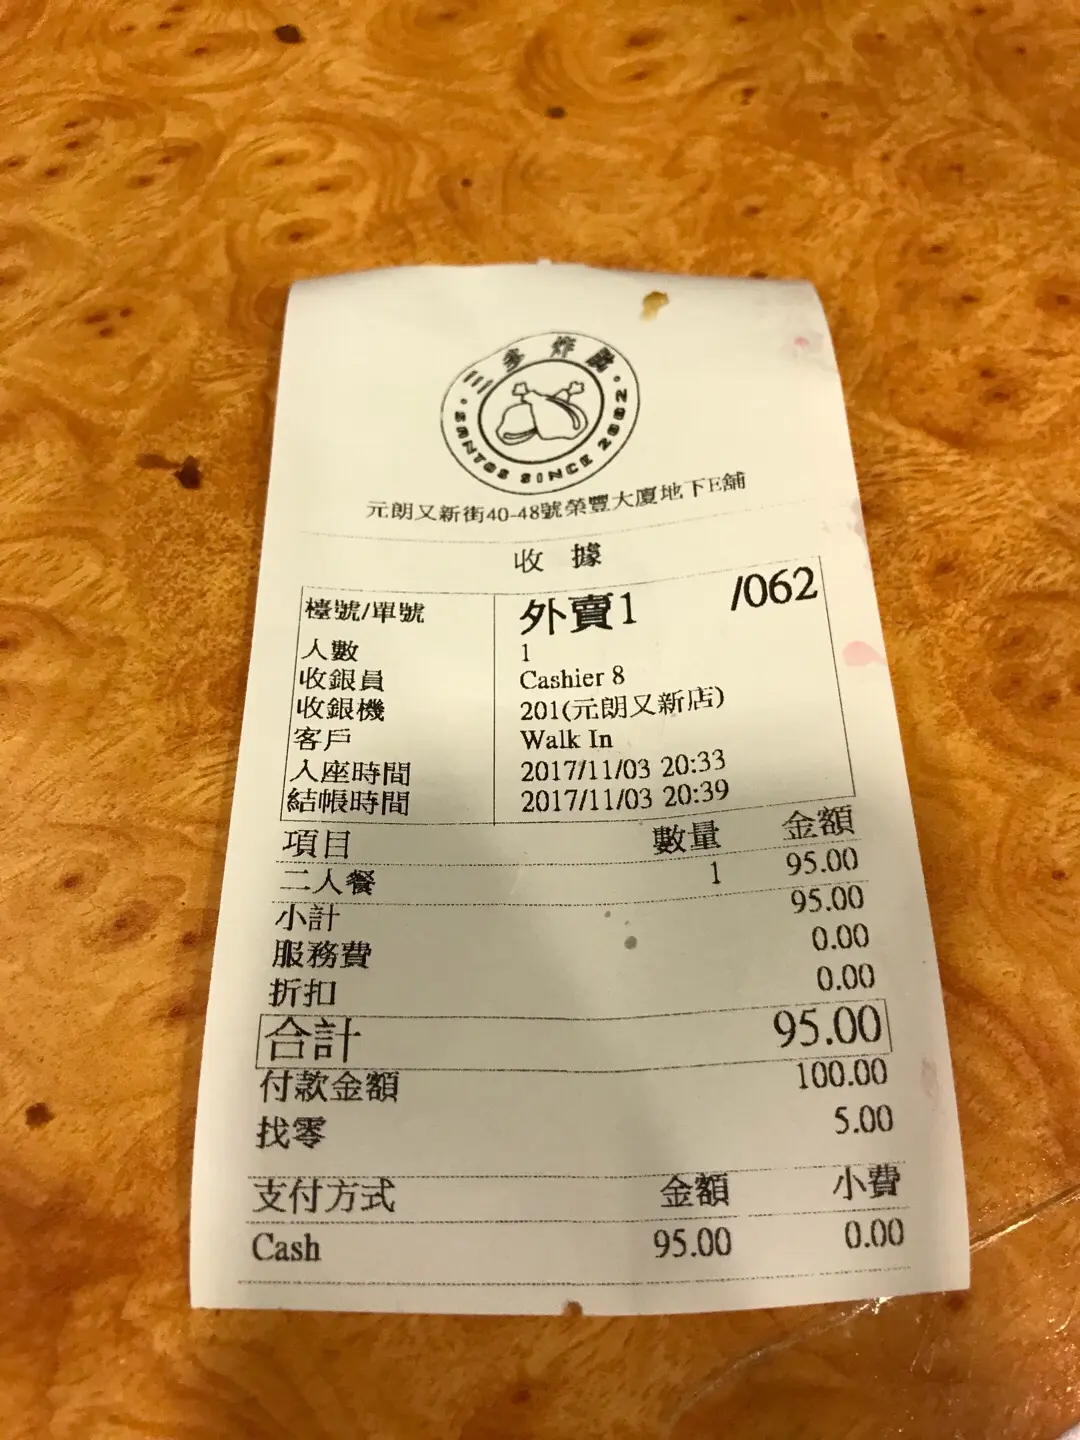 三多炸雞
SANTOS SINCE 2002
元朗又新街40-48號榮豐大廈地下E舖
收 據
檯號/單號 外賣1 /062
人數 1
收銀員 Cashier 8
收銀機 201(元朗又新店)
客戶 Walk In
入座時間 2017/11/03 20:33
結帳時間 2017/11/03 20:39
項目 數量 金額
二人餐 1 95.00
小計 95.00
服務費 0.00
折扣 0.00
合計 95.00
付款金額 100.00
找零 5.00
支付方式 金額 小費
Cash 95.00 0.00